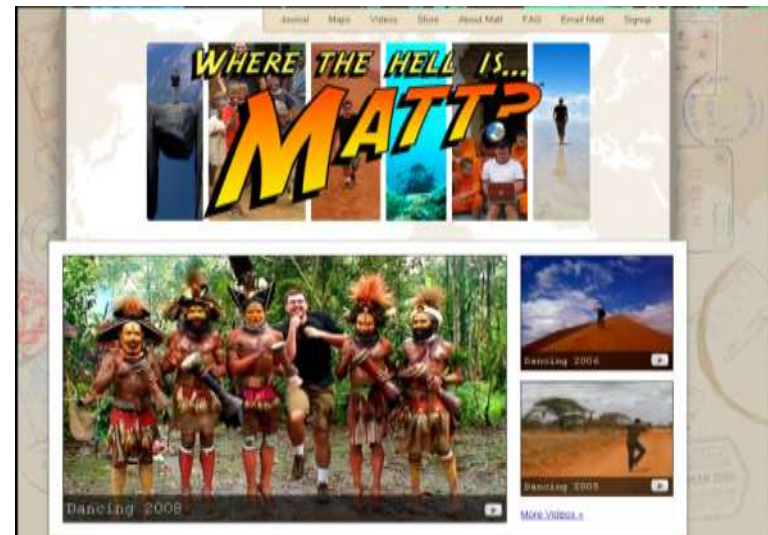 Journal Maps Videos Store About Matt FAQ Email Matt Signup
WHERE THE HELL IS...
MATT?
Dancing 2008
Dancing 2006
Dancing 2005
More Videos »